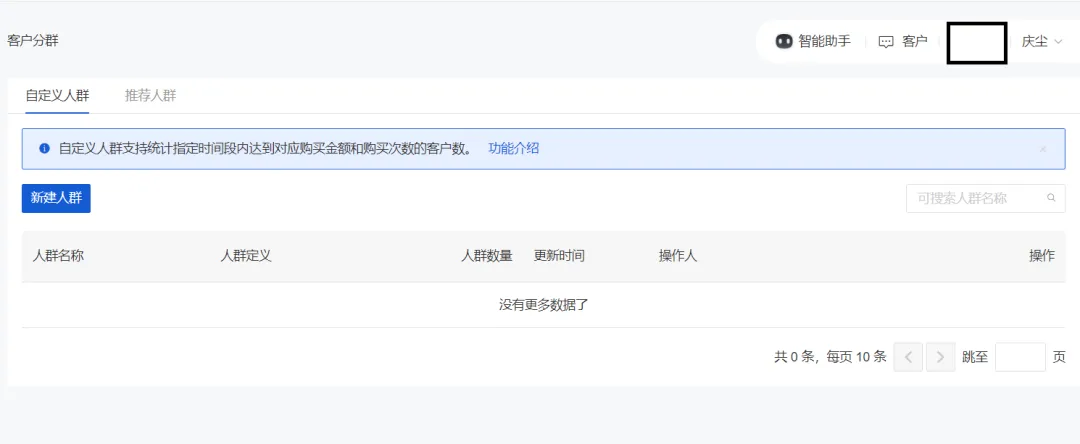 客户分群 智能助手 客户 庆尘
自定义人群 推荐人群
自定义人群支持统计指定时间段内达到对应购买金额和购买次数的客户数。 功能介绍
新建人群 可搜索人群名称
人群名称 人群定义 人群数量 更新时间 操作人 操作
没有更多数据了
共 0 条，每页 10 条 跳至 页